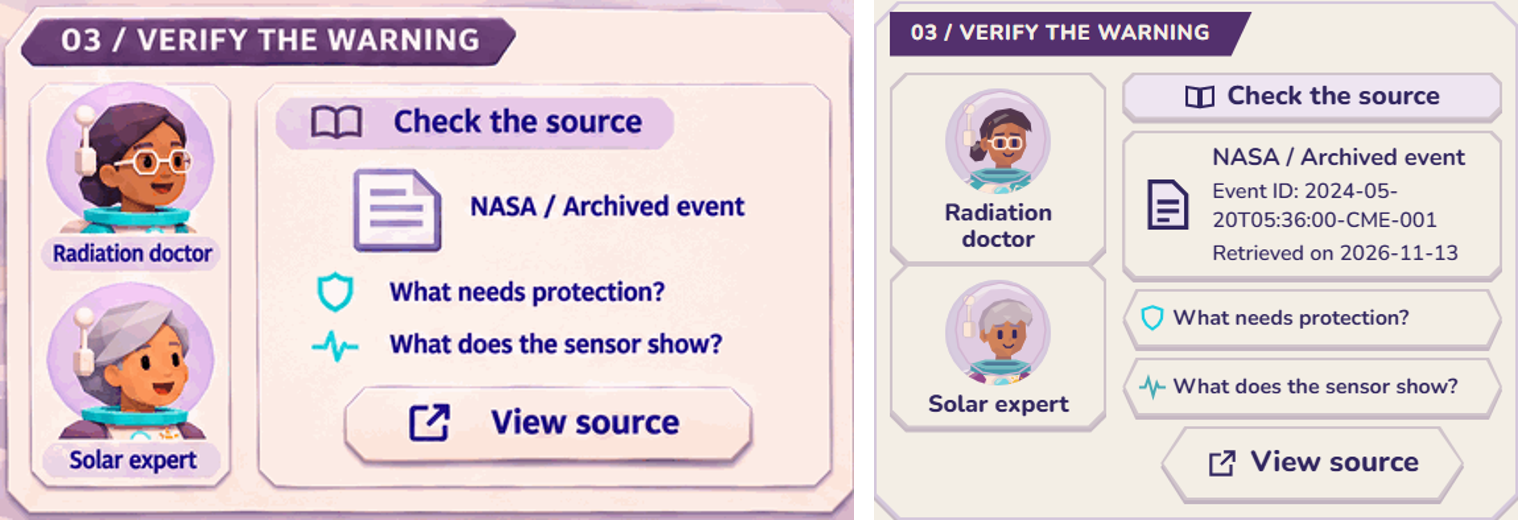 03 / VERIFY THE WARNING
Radiation doctor
Solar expert
Check the source
NASA / Archived event
What needs protection?
What does the sensor show?
View source
03 / VERIFY THE WARNING
Radiation
doctor
Solar expert
Check the source
NASA / Archived event
Event ID: 2024-05-
20T05:36:00-CME-001
Retrieved on 2026-11-13
What needs protection?
What does the sensor show?
View source